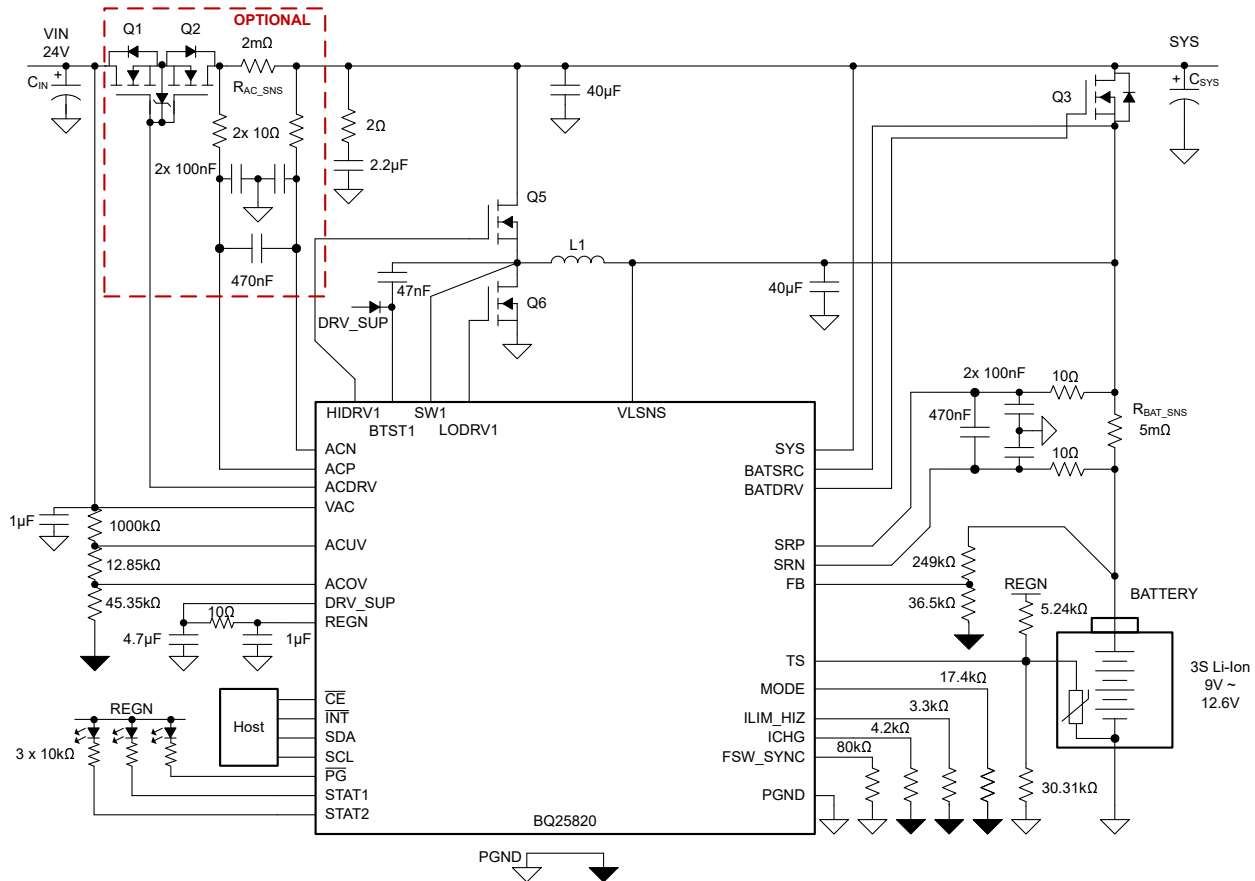 VIN
24V
Q1
Q2
OPTIONAL
2mΩ
R_AC_SNS
C_IN
+
2x 10Ω
2x 100nF
470nF
2Ω
2.2µF
40µF
SYS
Q3
+
C_SYS
Q5
L1
47nF
Q6
DRV_SUP
40µF
HIDRV1
BTST1
SW1
LODRV1
VLSNS
2x 100nF
10Ω
470nF
R_BAT_SNS
5mΩ
10Ω
ACN
ACP
ACDRV
VAC
ACUV
ACOV
DRV_SUP
REGN
CE
INT
SDA
SCL
PG
STAT1
STAT2
SYS
BATSRC
BATDRV
SRP
SRN
FB
TS
MODE
ILIM_HIZ
ICHG
FSW_SYNC
PGND
BQ25820
1µF
1000kΩ
12.85kΩ
45.35kΩ
10Ω
4.7µF
1µF
Host
REGN
3 x 10kΩ
249kΩ
36.5kΩ
REGN
5.24kΩ
BATTERY
3S Li-Ion
9V ~
12.6V
17.4kΩ
3.3kΩ
4.2kΩ
80kΩ
30.31kΩ
PGND